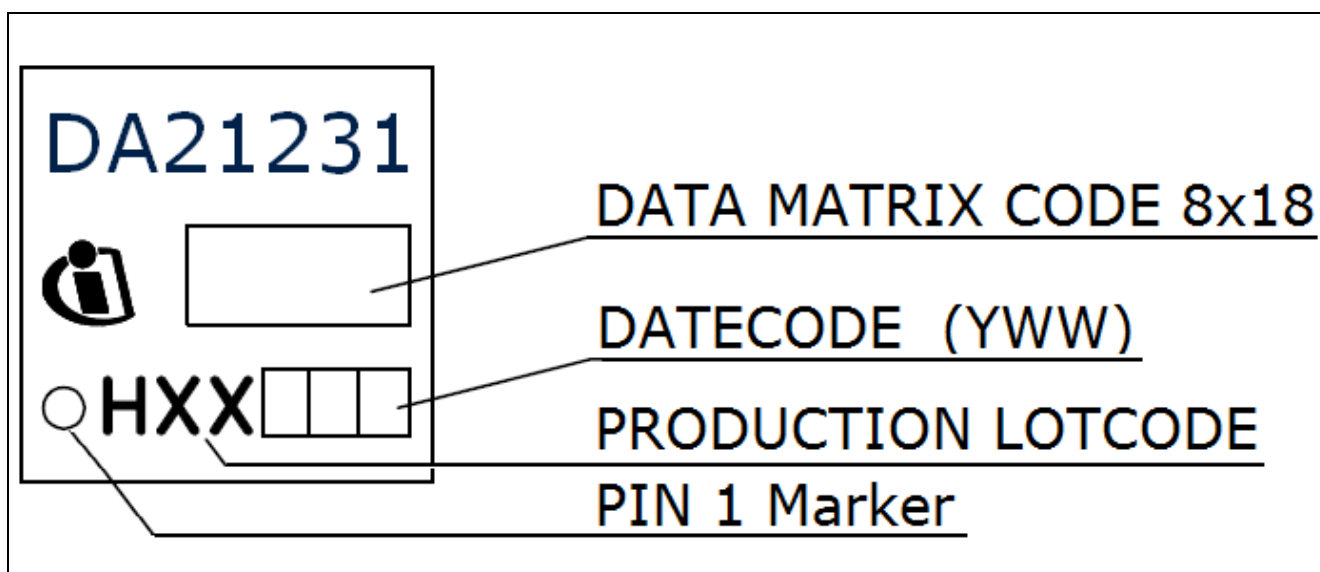 DA21231
DATA MATRIX CODE 8x18
DATECODE (YWW)
HXX
PRODUCTION LOTCODE
PIN 1 Marker